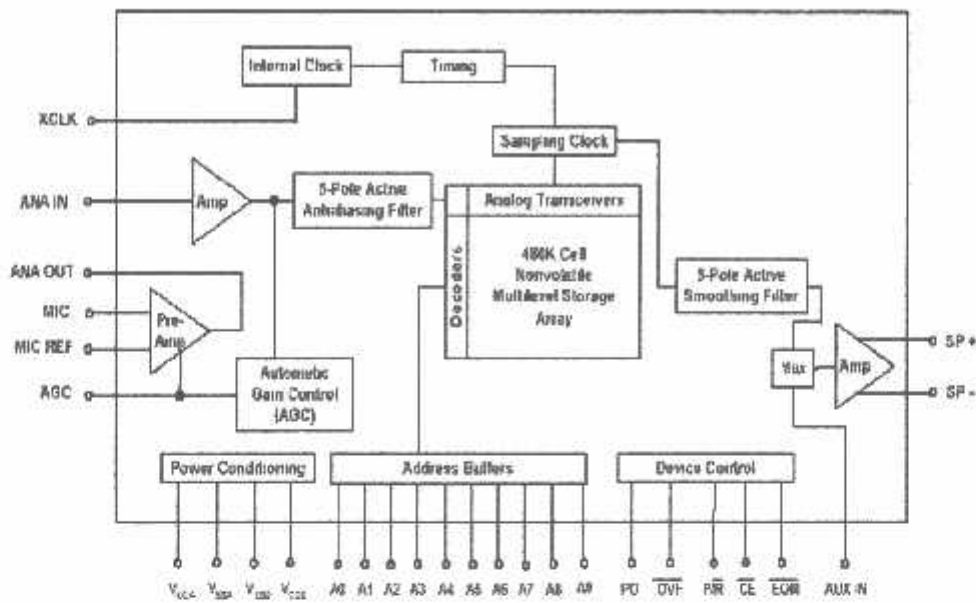 Internal Clock
Timing
XCLK
Sampling Clock
ANA IN
Amp
5-Pole Active
Antialiasing Filter
Analog Transceivers
Decoders
480K Cell
Nonvolatile
Multilevel Storage
Array
ANA OUT
MIC
MIC REF
AGC
Pre-
Amp
Automatic
Gain Control
(AGC)
5-Pole Active
Smoothing Filter
Mux
Amp
SP +
SP -
Power Conditioning
Address Buffers
Device Control
VCCA VSSA VSSD VCCD A0 A1 A2 A3 A4 A5 A6 A7 A8 A9 PD OVF P/R CE EOM AUX IN